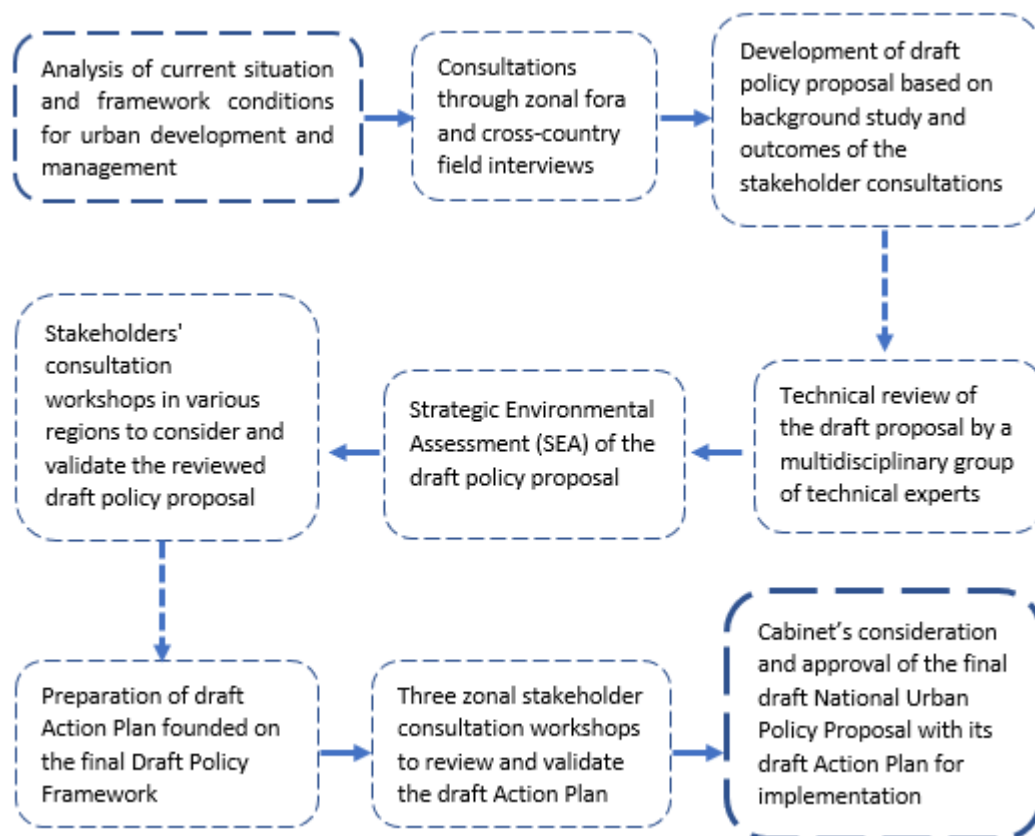 Analysis of current situation
and framework conditions
for urban development and
management
Consultations
through zonal fora
and cross-country
field interviews
Development of draft
policy proposal based on
background study and
outcomes of the
stakeholder consultations
Technical review of
the draft proposal by a
multidisciplinary group
of technical experts
Strategic Environmental
Assessment (SEA) of the
draft policy proposal
Stakeholders'
consultation
workshops in various
regions to consider and
validate the reviewed
draft policy proposal
Preparation of draft
Action Plan founded on
the final Draft Policy
Framework
Three zonal stakeholder
consultation workshops
to review and validate
the draft Action Plan
Cabinet’s consideration
and approval of the final
draft National Urban
Policy Proposal with its
draft Action Plan for
implementation